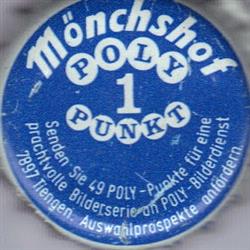 Mönchshof
POLY
1
PUNKT
Senden Sie 49 POLY-Punkte für eine
prachtvolle Bilderserie an POLY-Bilderdienst
7897 Tiengen. Auswahlprospekte anfordern.